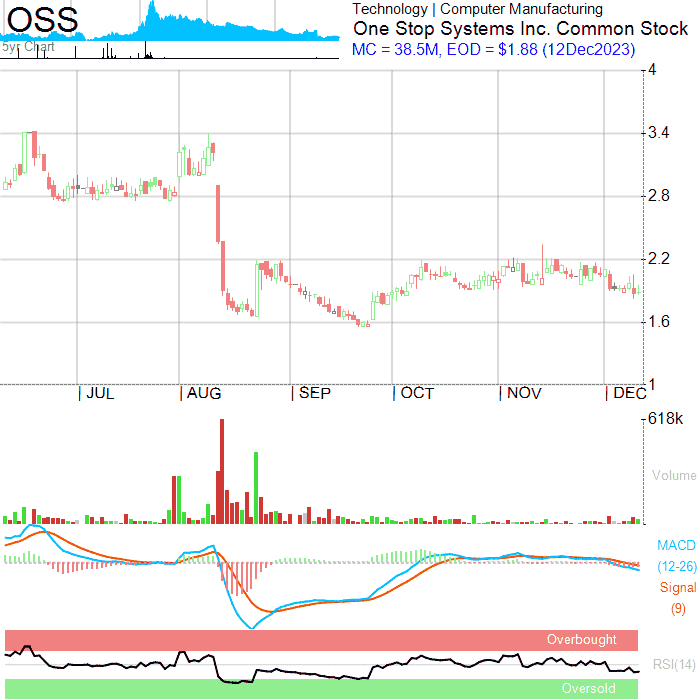 OSS
5yr Chart
Technology | Computer Manufacturing
One Stop Systems Inc. Common Stock
MC = 38.5M, EOD = $1.88 (12Dec2023)
4
3.4
2.8
2.2
1.6
1
JUL AUG SEP OCT NOV DEC
618k
Volume
MACD
(12-26)
Signal
(9)
Overbought
RSI(14)
Oversold